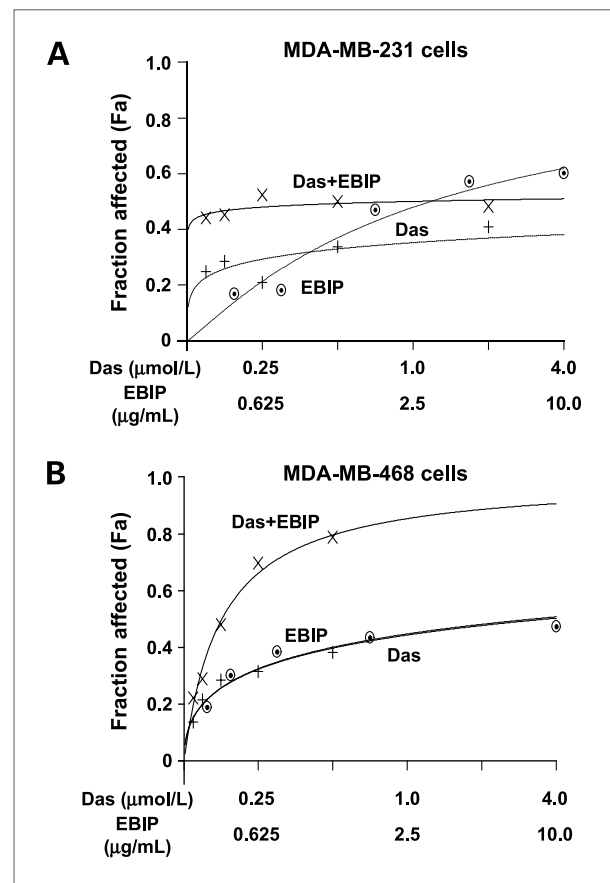 A
MDA-MB-231 cells
Fraction affected (Fa)
1.0
0.8
0.6
0.4
0.2
0
Das+EBIP
Das
EBIP
Das (μmol/L) 0.25 1.0 4.0
EBIP (μg/mL) 0.625 2.5 10.0
B
MDA-MB-468 cells
Fraction affected (Fa)
1.0
0.8
0.6
0.4
0.2
0
Das+EBIP
EBIP
Das
Das (μmol/L) 0.25 1.0 4.0
EBIP (μg/mL) 0.625 2.5 10.0